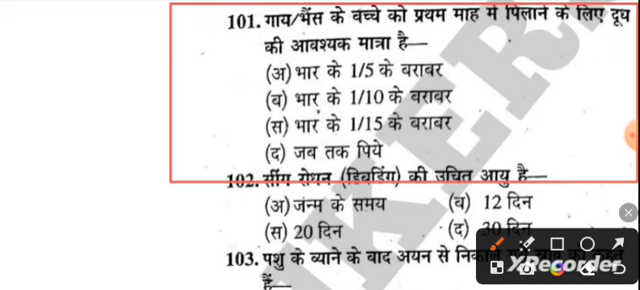 101. गाय/भैंस के बच्चे को प्रथम माह में पिलाने के लिए दूध
की आवश्यक मात्रा है—
(अ) भार के 1/5 के बराबर
(ब) भार के 1/10 के बराबर
(स) भार के 1/15 के बराबर
(द) जब तक पिये
102. सींग रोधन (डिबडिंग) की उचित आयु है—
(अ) जन्म के समय (ब) 12 दिन
(स) 20 दिन (द) 30 दिन
103. पशु के ब्याने के बाद अयन से
हैं—
XRecorder